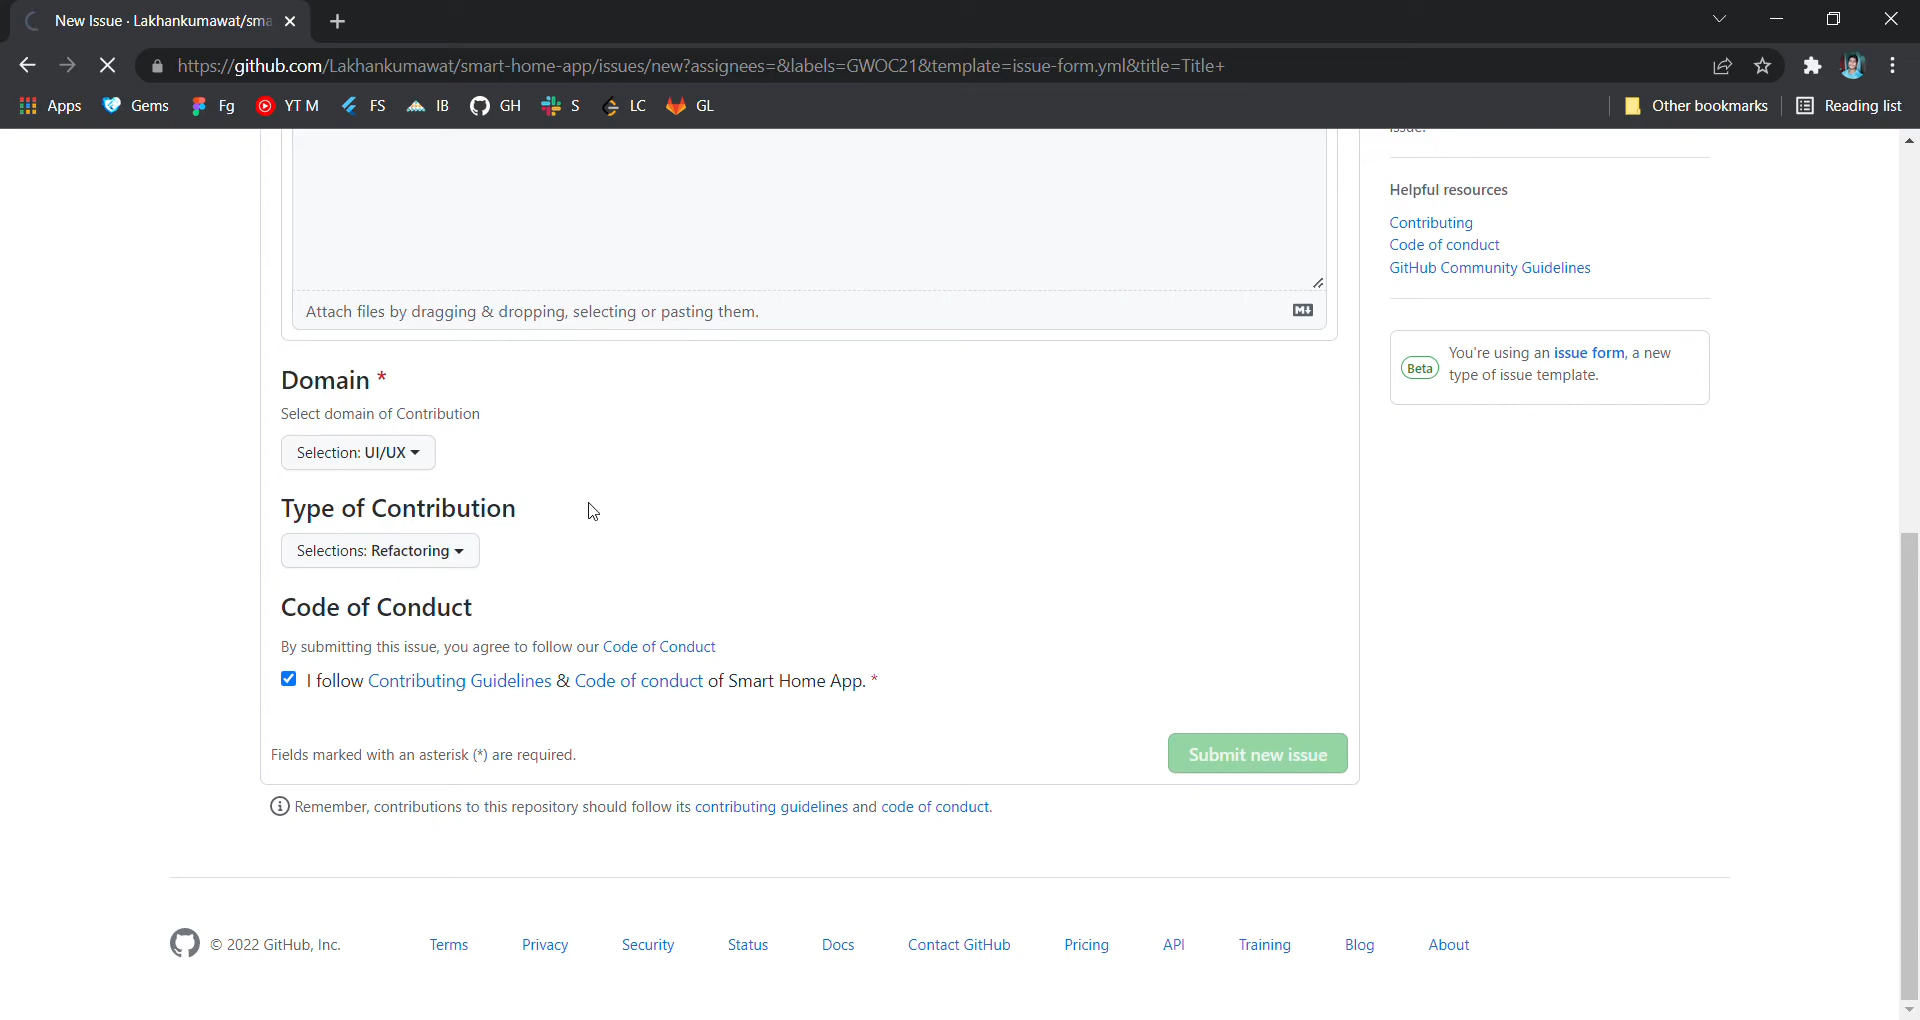 New Issue · Lakhankumawat/sma
https://github.com/Lakhankumawat/smart-home-app/issues/new?assignees=&labels=GWOC21&template=issue-form.yml&title=Title+
Apps Gems Fg YT M FS IB GH S LC GL Other bookmarks Reading list
issue.
Helpful resources
Contributing
Code of conduct
GitHub Community Guidelines
Attach files by dragging & dropping, selecting or pasting them.
Beta
You're using an issue form, a new
type of issue template.
Domain *
Select domain of Contribution
Selection: UI/UX
Type of Contribution
Selections: Refactoring
Code of Conduct
By submitting this issue, you agree to follow our Code of Conduct
I follow Contributing Guidelines & Code of conduct of Smart Home App. *
Fields marked with an asterisk (*) are required.
Submit new issue
Remember, contributions to this repository should follow its contributing guidelines and code of conduct.
© 2022 GitHub, Inc. Terms Privacy Security Status Docs Contact GitHub Pricing API Training Blog About